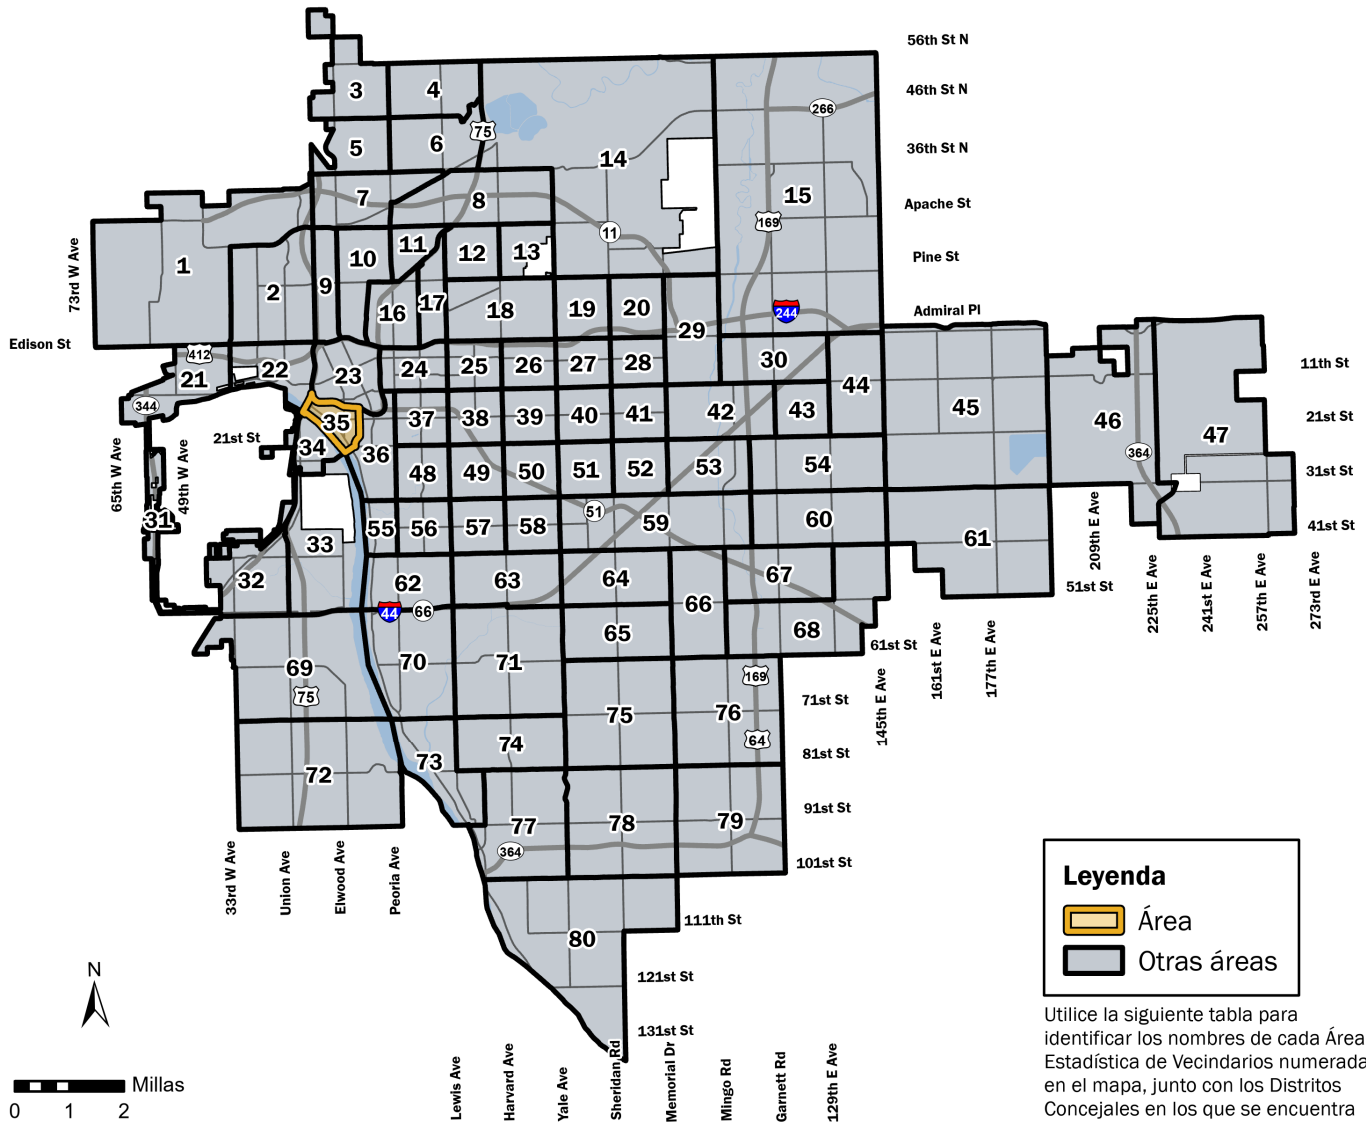 56th St N
46th St N
36th St N
Apache St
Pine St
Admiral Pl
11th St
21st St
31st St
41st St
51st St
61st St
71st St
81st St
91st St
101st St
111th St
121st St
131st St
Edison St
21st St
73rd W Ave
65th W Ave
49th W Ave
33rd W Ave
Union Ave
Elwood Ave
Peoria Ave
Lewis Ave
Harvard Ave
Yale Ave
Sheridan Rd
Memorial Dr
Mingo Rd
Garnett Rd
129th E Ave
145th E Ave
161st E Ave
177th E Ave
209th E Ave
225th E Ave
241st E Ave
257th E Ave
273rd E Ave
1
2
3
4
5
6
7
8
9
10
11
12
13
14
15
16
17
18
19
20
21
22
23
24
25
26
27
28
29
30
31
32
33
34
35
36
37
38
39
40
41
42
43
44
45
46
47
48
49
50
51
52
53
54
55
56
57
58
59
60
61
62
63
64
65
66
67
68
69
70
71
72
73
74
75
76
77
78
79
80
75
266
11
169
244
412
344
364
51
44
66
75
169
64
364
N
Millas
0 1 2
Leyenda
Área
Otras áreas
Utilice la siguiente tabla para
identificar los nombres de cada Área
Estadística de Vecindarios numerada
en el mapa, junto con los Distritos
Concejales en los que se encuentra